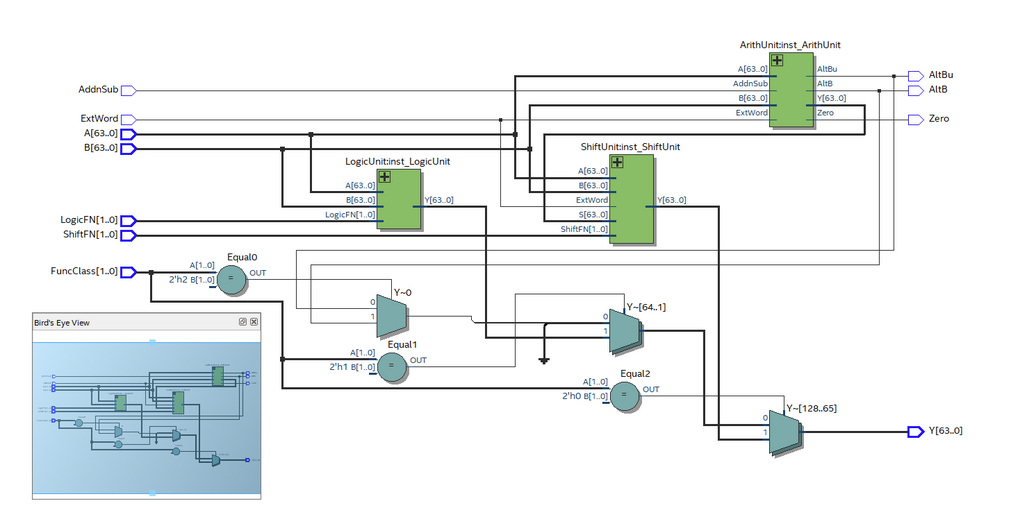 ArithUnit:inst_ArithUnit
A[63..0]
AddnSub
B[63..0]
ExtWord
AltBu
AltB
Y[63..0]
Zero
AltBu
AltB
Zero
AddnSub
ExtWord
A[63..0]
B[63..0]
LogicUnit:inst_LogicUnit
A[63..0]
B[63..0]
LogicFN[1..0]
Y[63..0]
ShiftUnit:inst_ShiftUnit
A[63..0]
B[63..0]
ExtWord
S[63..0]
ShiftFN[1..0]
Y[63..0]
LogicFN[1..0]
ShiftFN[1..0]
FuncClass[1..0]
Equal0
A[1..0]
2'h2 B[1..0]
=
OUT
Y~0
0
1
Equal1
A[1..0]
2'h1 B[1..0]
=
OUT
Y~[64..1]
0
1
Equal2
A[1..0]
2'h0 B[1..0]
=
OUT
Y~[128..65]
0
1
Y[63..0]
Bird's Eye View